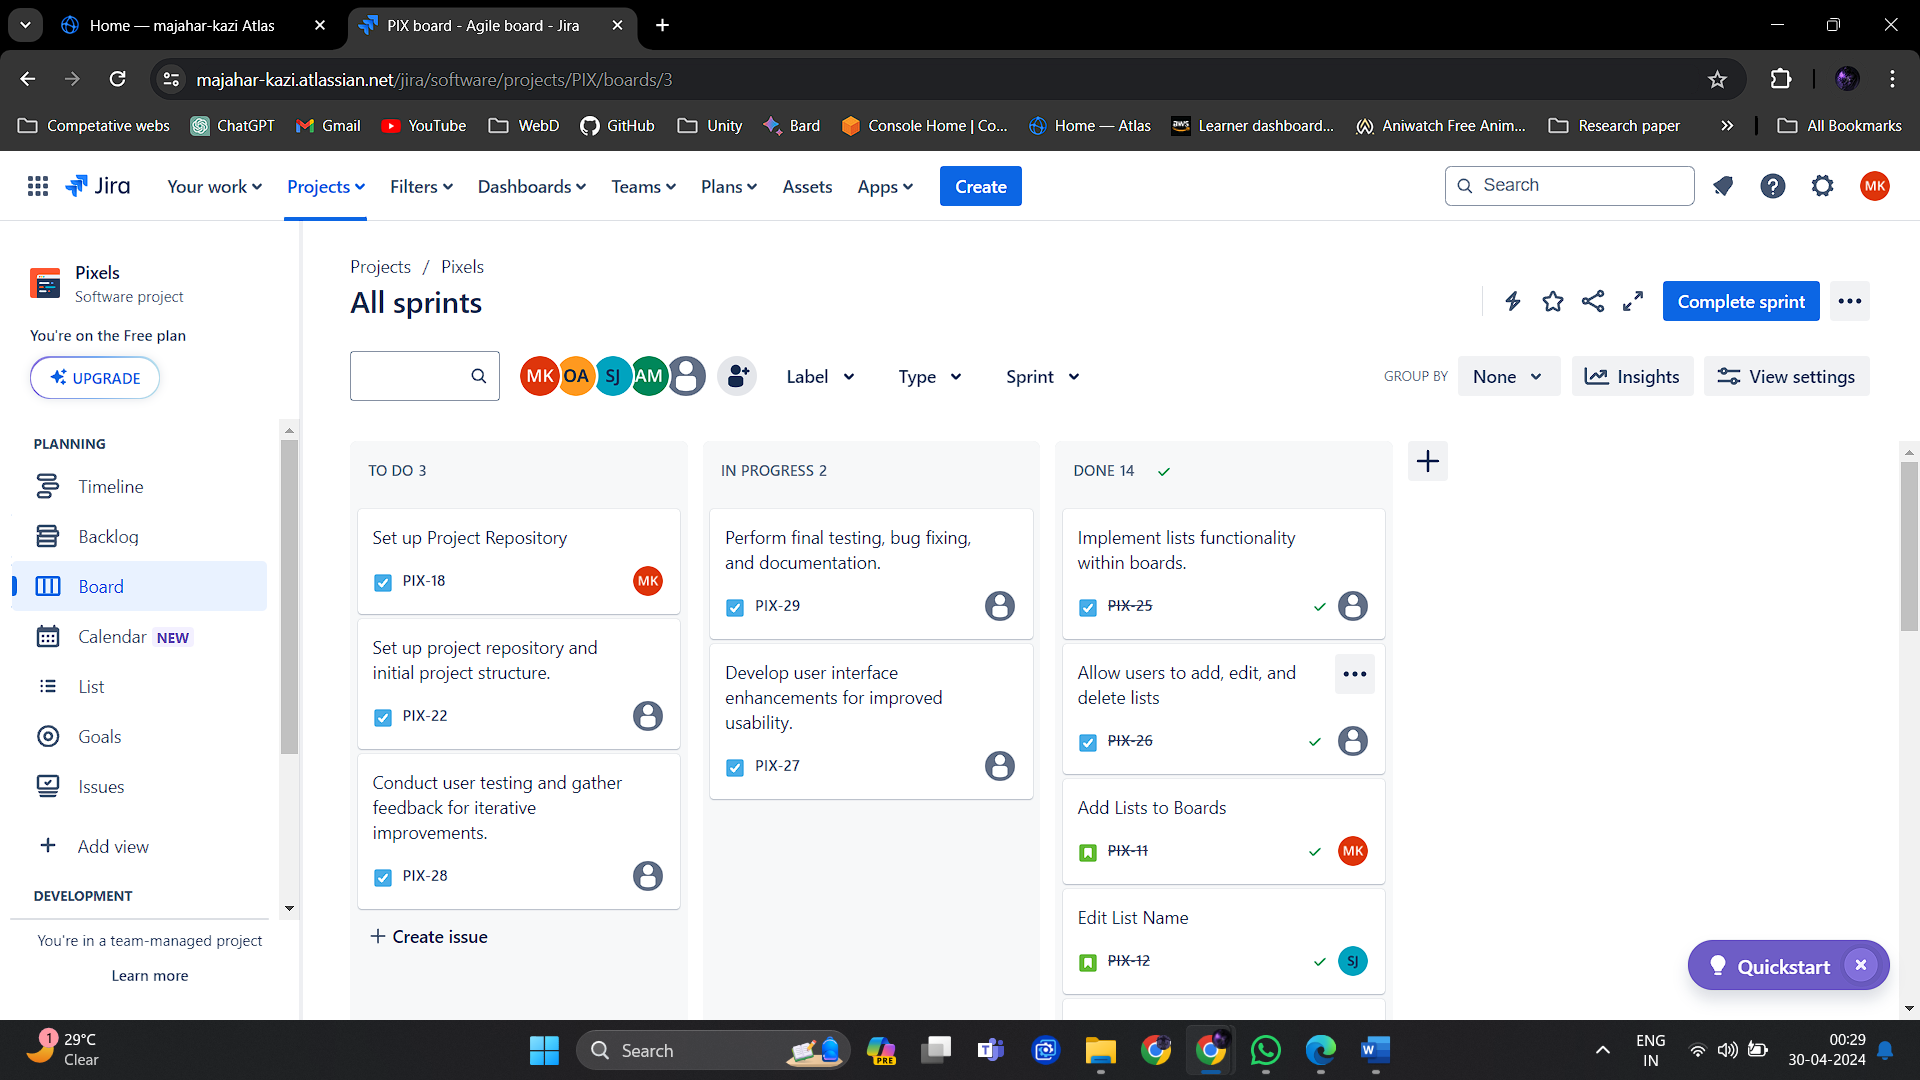 Home — majahar-kazi Atlas
PIX board - Agile board - Jira
majahar-kazi.atlassian.net/jira/software/projects/PIX/boards/3
Competative webs
ChatGPT
Gmail
YouTube
WebD
GitHub
Unity
Bard
Console Home | Co...
Home — Atlas
aws
Learner dashboard...
Aniwatch Free Anim...
Research paper
All Bookmarks
Jira
Your work
Projects
Filters
Dashboards
Teams
Plans
Assets
Apps
Create
Search
MK
Pixels
Software project
You're on the Free plan
UPGRADE
PLANNING
Timeline
Backlog
Board
Calendar NEW
List
Goals
Issues
Add view
DEVELOPMENT
You're in a team-managed project
Learn more
Projects / Pixels
All sprints
Complete sprint
MK
OA
SJ
AM
Label
Type
Sprint
GROUP BY
None
Insights
View settings
TO DO 3
Set up Project Repository
PIX-18
MK
Set up project repository and
initial project structure.
PIX-22
Conduct user testing and gather
feedback for iterative
improvements.
PIX-28
Create issue
IN PROGRESS 2
Perform final testing, bug fixing,
and documentation.
PIX-29
Develop user interface
enhancements for improved
usability.
PIX-27
DONE 14
Implement lists functionality
within boards.
PIX-25
Allow users to add, edit, and
delete lists
PIX-26
Add Lists to Boards
PIX-11
MK
Edit List Name
PIX-12
SJ
Quickstart
1
29°C
Clear
Search
PRE
ENG
IN
00:29
30-04-2024